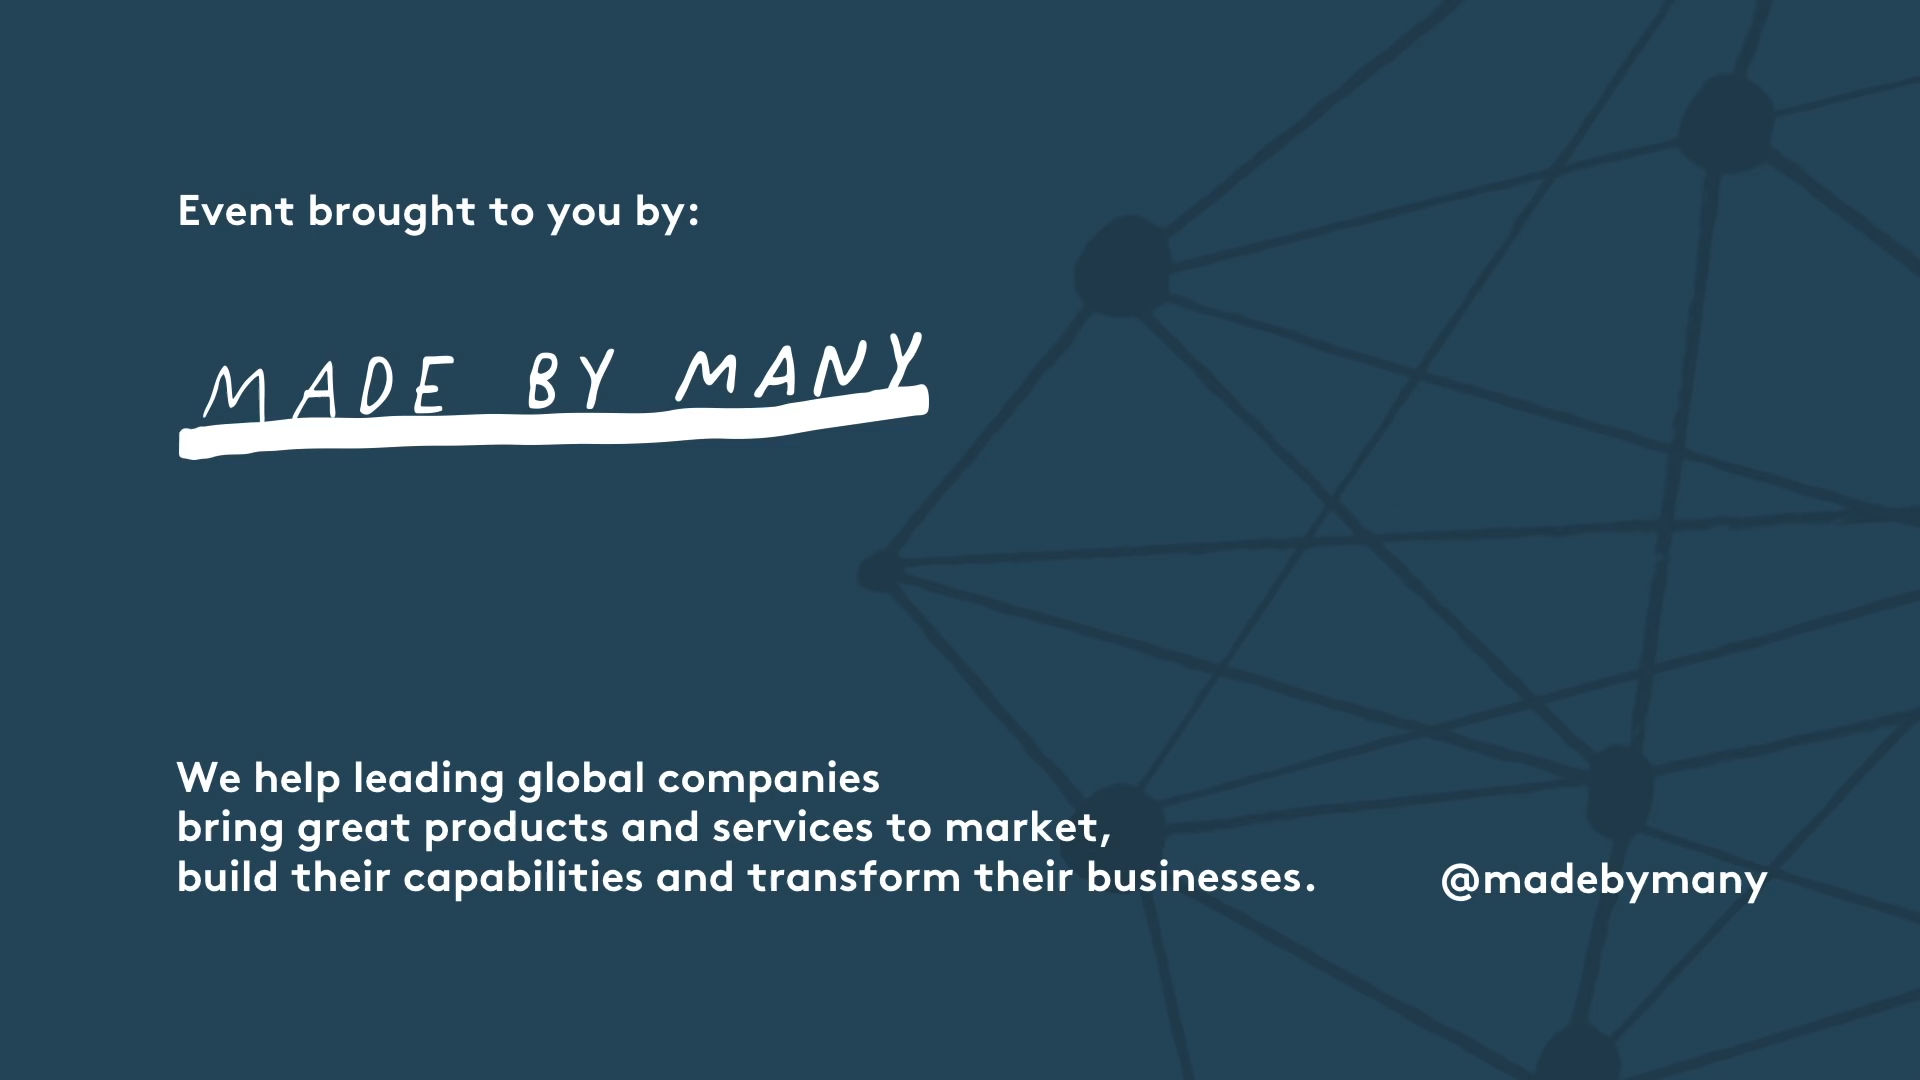 Event brought to you by:
MADE BY MANY
We help leading global companies
bring great products and services to market,
build their capabilities and transform their businesses.
@madebymany